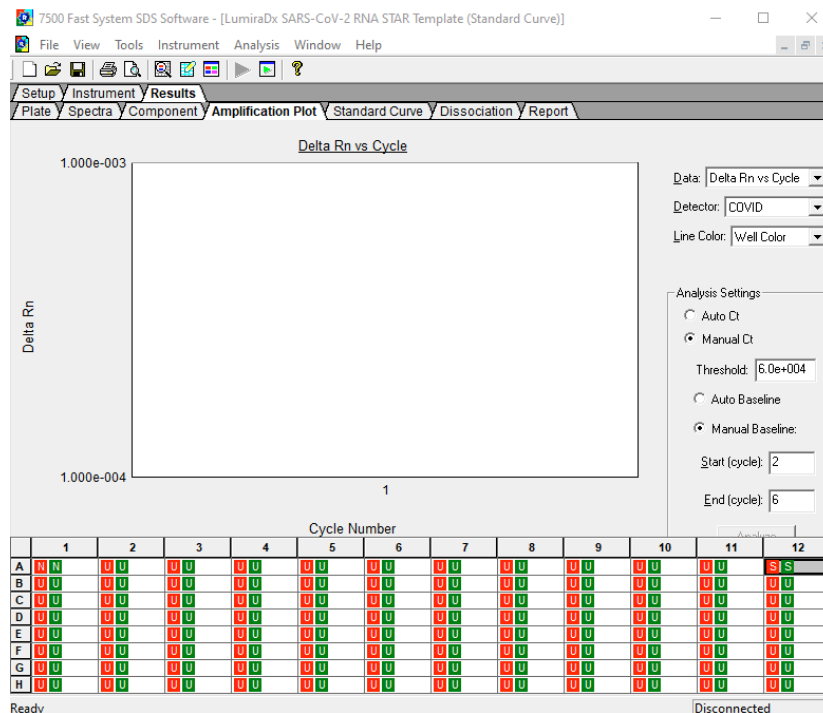 7500 Fast System SDS Software - [LumiraDx SARS-CoV-2 RNA STAR Template (Standard Curve)]
File View Tools Instrument Analysis Window Help
Setup Instrument Results
Plate Spectra Component Amplification Plot Standard Curve Dissociation Report
Delta Rn vs Cycle
1.000e-003
Delta Rn
1.000e-004
1
Cycle Number
Data: Delta Rn vs Cycle
Detector: COVID
Line Color: Well Color
Analysis Settings
Auto Ct
Manual Ct
Threshold: 6.0e+004
Auto Baseline
Manual Baseline:
Start (cycle): 2
End (cycle): 6
Analyze
1 2 3 4 5 6 7 8 9 10 11 12
A N N U U U U U U U U U U U U U U U U U U U U S S
B U U U U U U U U U U U U U U U U U U U U U U U U
C U U U U U U U U U U U U U U U U U U U U U U U U
D U U U U U U U U U U U U U U U U U U U U U U U U
E U U U U U U U U U U U U U U U U U U U U U U U U
F U U U U U U U U U U U U U U U U U U U U U U U U
G U U U U U U U U U U U U U U U U U U U U U U U U
H U U U U U U U U U U U U U U U U U U U U U U U U
Ready Disconnected